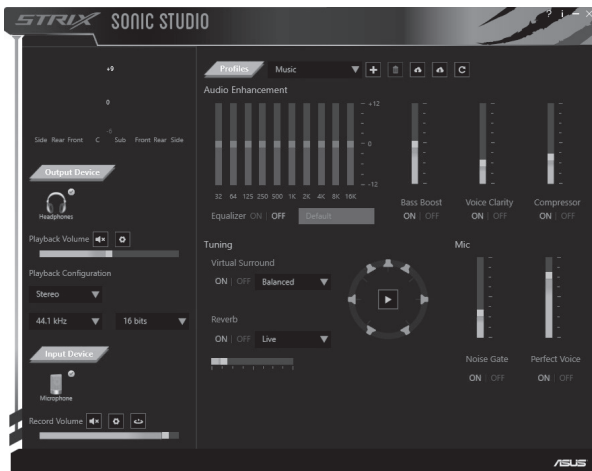 STRIX SONIC STUDIO
? i
+9
0
-6
Side Rear Front C Sub Front Rear Side
Output Device
Headphones
Playback Volume
Playback Configuration
Stereo
44.1 kHz 16 bits
Input Device
Microphone
Record Volume
Profiles Music
Audio Enhancement
+12
0
-12
32 64 125 250 500 1K 2K 4K 8K 16K
Equalizer ON | OFF Default
Bass Boost Voice Clarity Compressor
ON | OFF ON | OFF ON | OFF
Tuning
Virtual Surround
ON | OFF Balanced
Reverb
ON | OFF Live
Mic
Noise Gate Perfect Voice
ON | OFF ON | OFF
ASUS